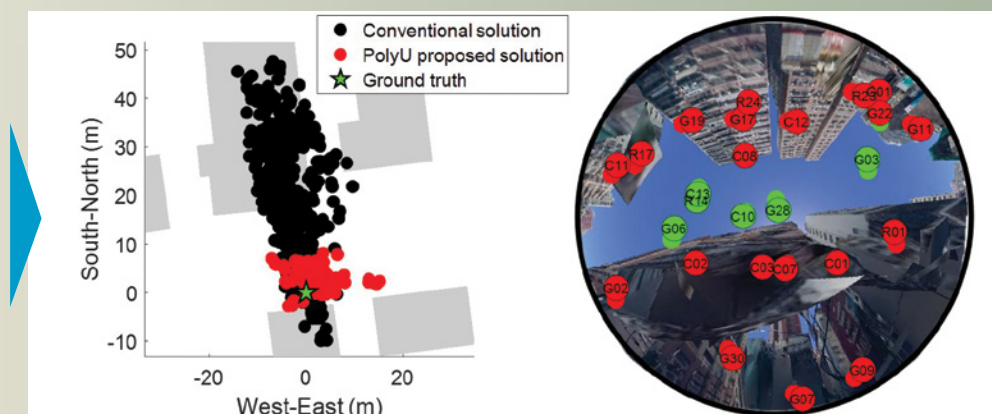 Conventional solution
PolyU proposed solution
Ground truth
50
40
30
20
10
0
-10
-20
0
20
South-North (m)
West-East (m)
G01
R23
R24
G22
G19
G17
C12
G11
R17
C08
C11
G03
C13
R14
C10
G28
G06
R01
C02
C03
C07
C01
G02
G30
G09
G07